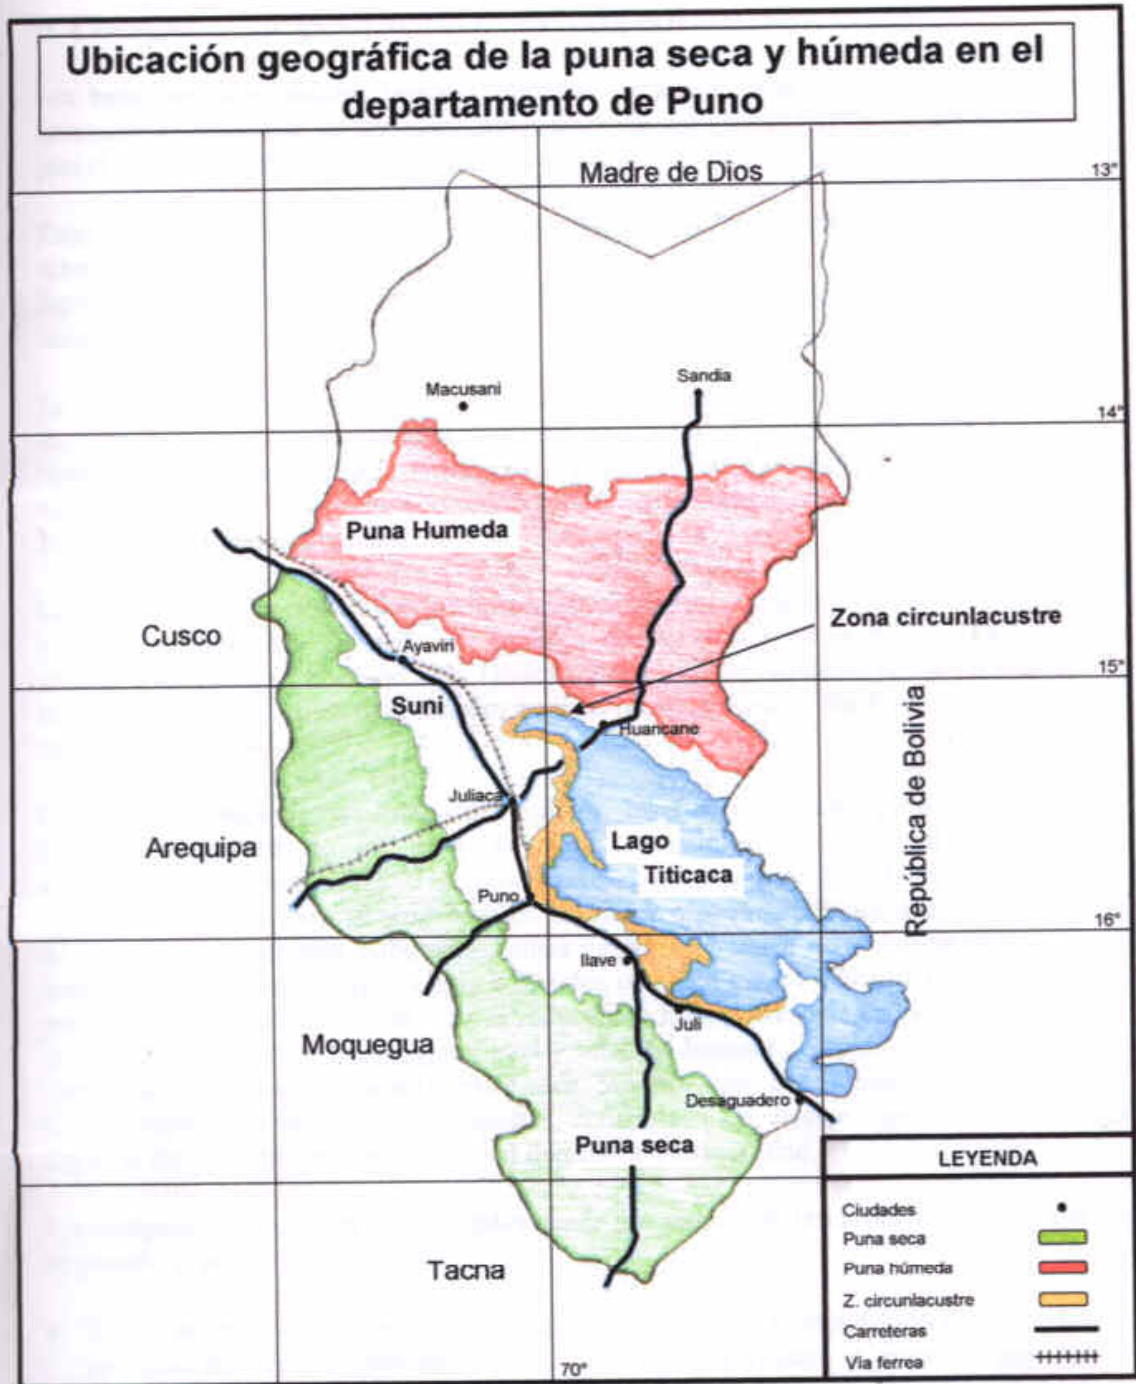 Ubicación geográfica de la puna seca y húmeda en el
departamento de Puno
Madre de Dios
13°
Sandia
Macusani
14°
Puna Humeda
Zona circunlacustre
Cusco
Ayaviri
15°
Suni
Huancane
República de Bolivia
Juliaca
Lago
Titicaca
Arequipa
Puno
16°
Ilave
Juli
Moquegua
Desaguadero
Puna seca
Tacna
70°
LEYENDA
Ciudades
Puna seca
Puna húmeda
Z. circunlacustre
Carreteras
Vía ferrea